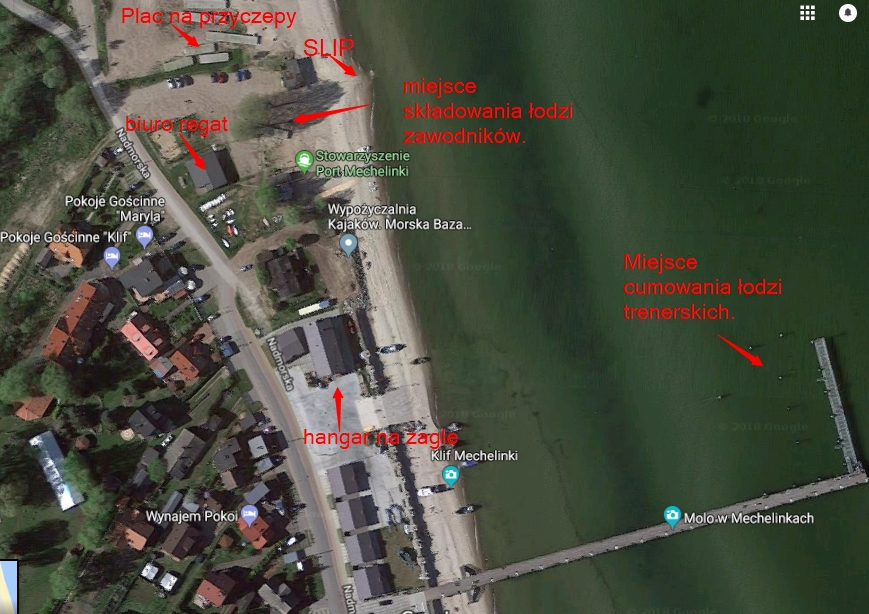 Plac na przyczepy
SLIP
miejsce
składowania łodzi
zawodników.
biuro regat
Nadmorska
Stowarzyszenie
Port Mechelinki
Pokoje Gościnne
"Maryla"
Wypożyczalnia
Kajaków. Morska Baza...
Pokoje Gościnne "Klif"
Miejsce
cumowania łodzi
trenerskich.
Nadmorska
hangar na żagle
Klif Mechelinki
Wynajem Pokoi
Molo w Mechelinkach